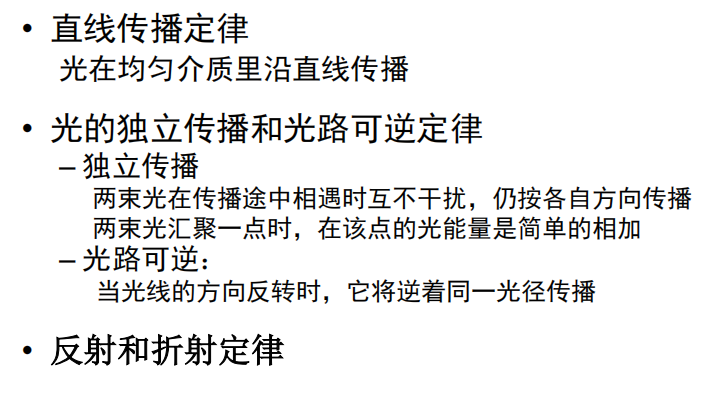 • 直线传播定律
光在均匀介质里沿直线传播
• 光的独立传播和光路可逆定律
– 独立传播
两束光在传播途中相遇时互不干扰，仍按各自方向传播
两束光汇聚一点时，在该点的光能量是简单的相加
– 光路可逆：
当光线的方向反转时，它将逆着同一光径传播
• 反射和折射定律